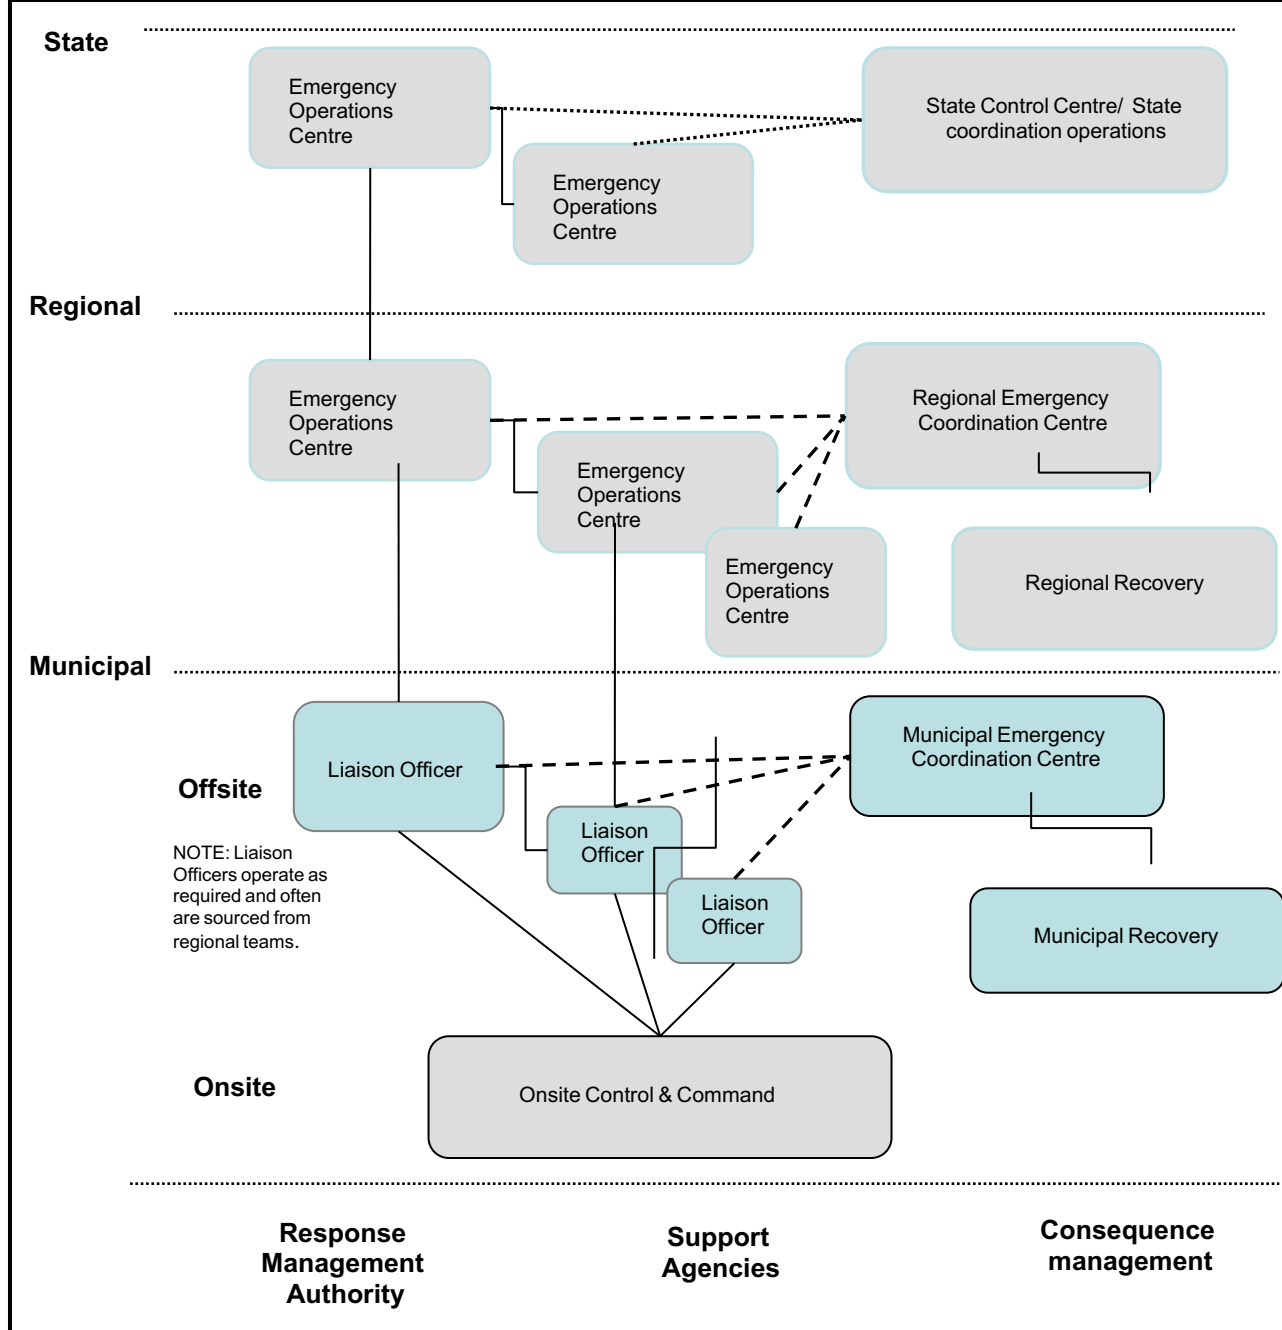 State
Emergency
Operations
Centre
State Control Centre/ State
coordination operations
Emergency
Operations
Centre
Regional
Emergency
Operations
Centre
Regional Emergency
Coordination Centre
Emergency
Operations
Centre
Emergency
Operations
Centre
Regional Recovery
Municipal
Liaison Officer
Municipal Emergency
Coordination Centre
Offsite
NOTE: Liaison
Officers operate as
required and often
are sourced from
regional teams.
Liaison
Officer
Liaison
Officer
Municipal Recovery
Onsite
Onsite Control & Command
Response
Management
Authority
Support
Agencies
Consequence
management